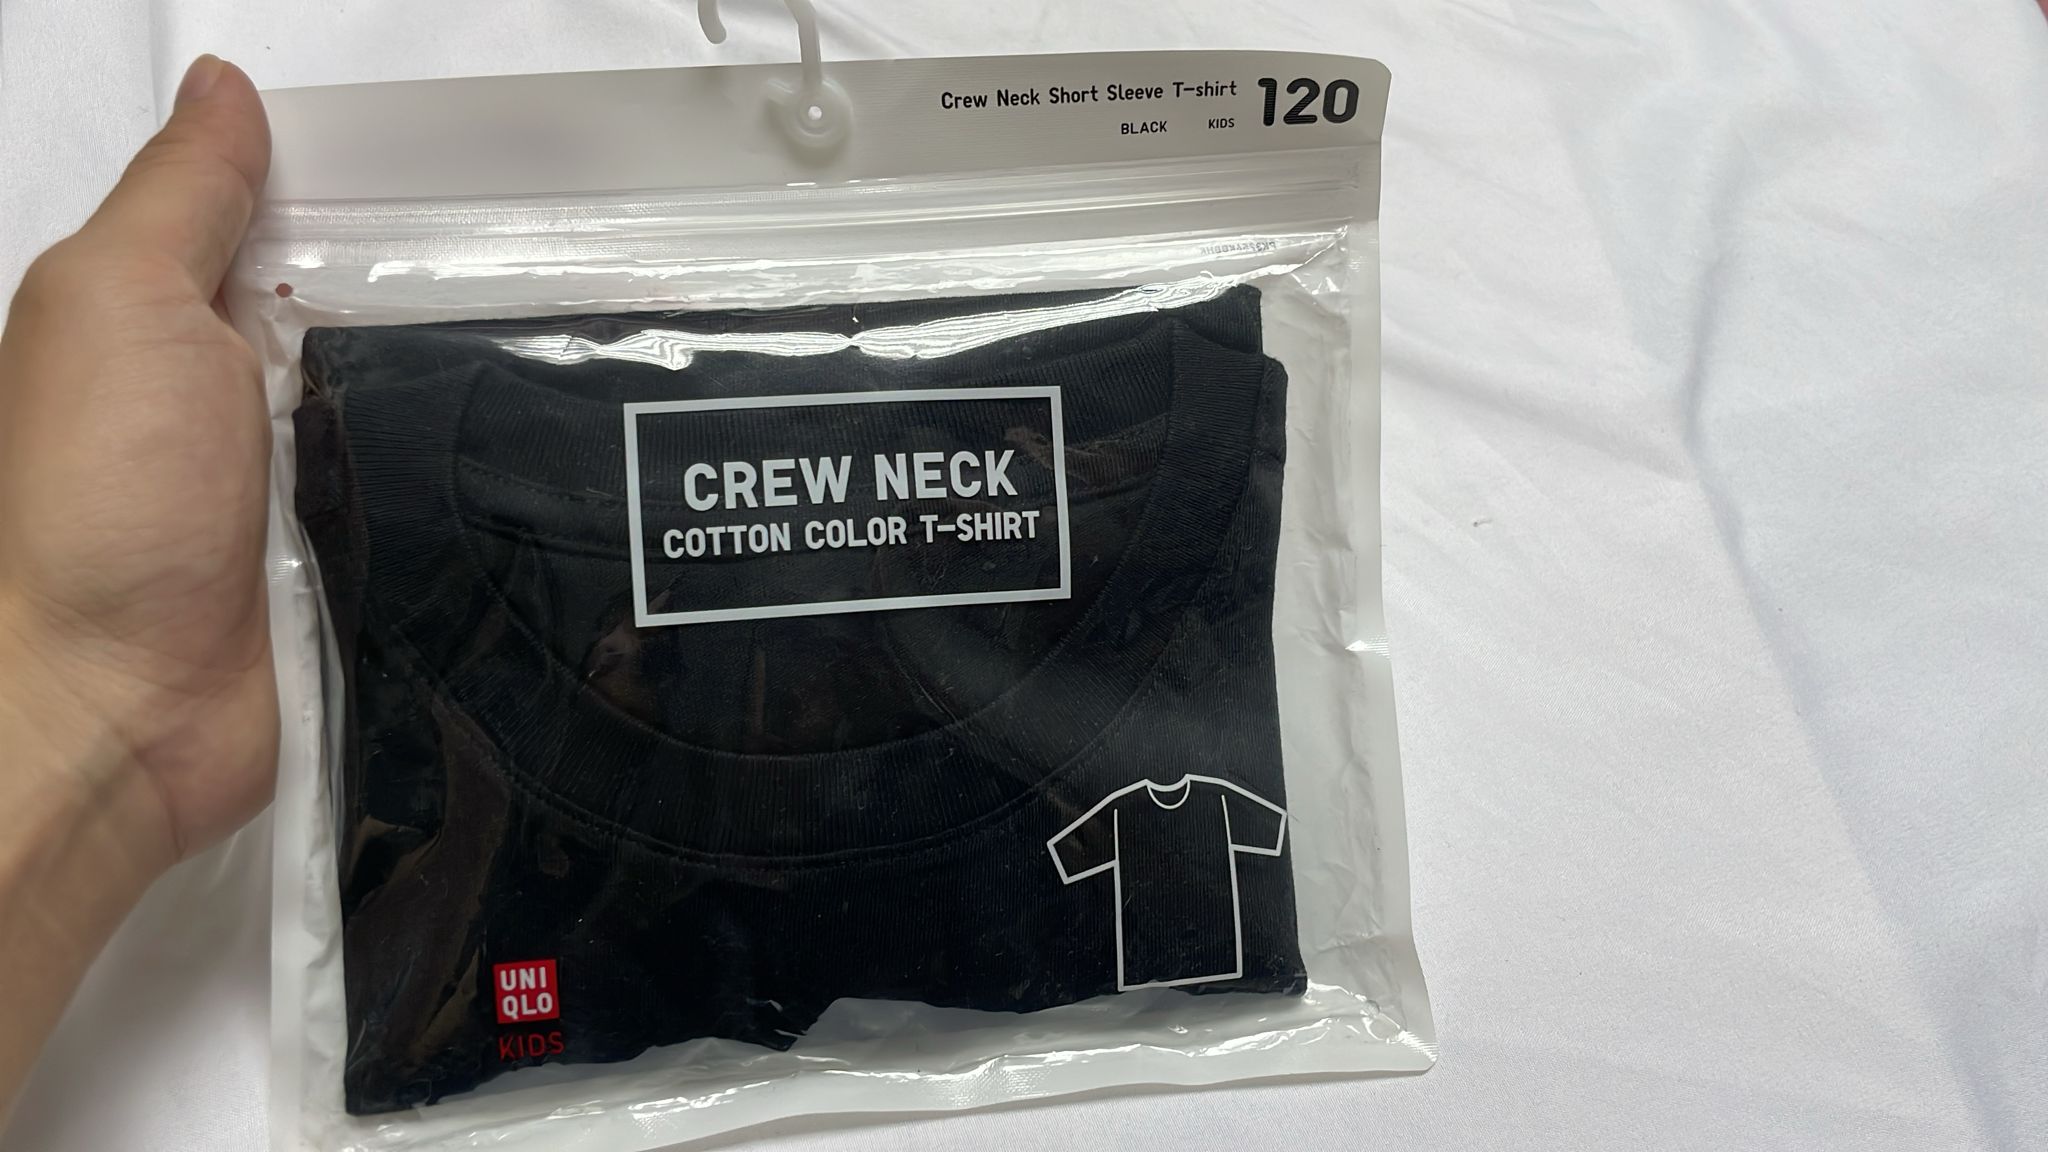 Crew Neck Short Sleeve T-shirt 120
BLACK KIDS
CREW NECK
COTTON COLOR T-SHIRT
UNI
QLO
KIDS